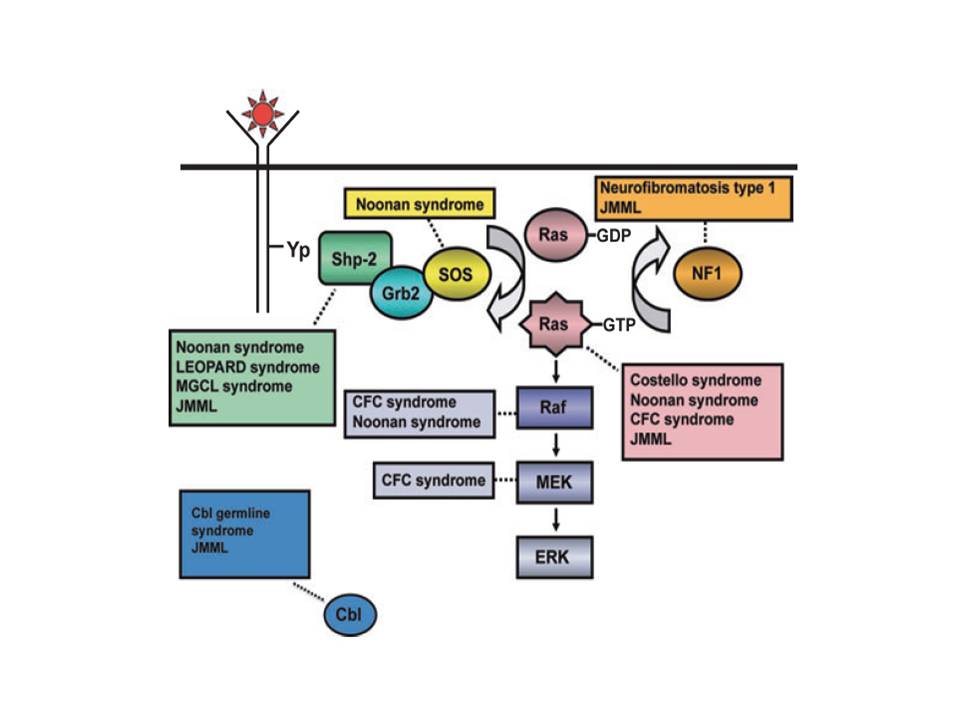 Neurofibromatosis type 1
JMML
Noonan syndrome
Ras
GDP
Yp
Shp-2
SOS
NF1
Grb2
Ras
GTP
Noonan syndrome
LEOPARD syndrome
MGCL syndrome
JMML
Costello syndrome
Noonan syndrome
CFC syndrome
JMML
CFC syndrome
Noonan syndrome
Raf
CFC syndrome
MEK
Cbl germline
syndrome
JMML
ERK
Cbl